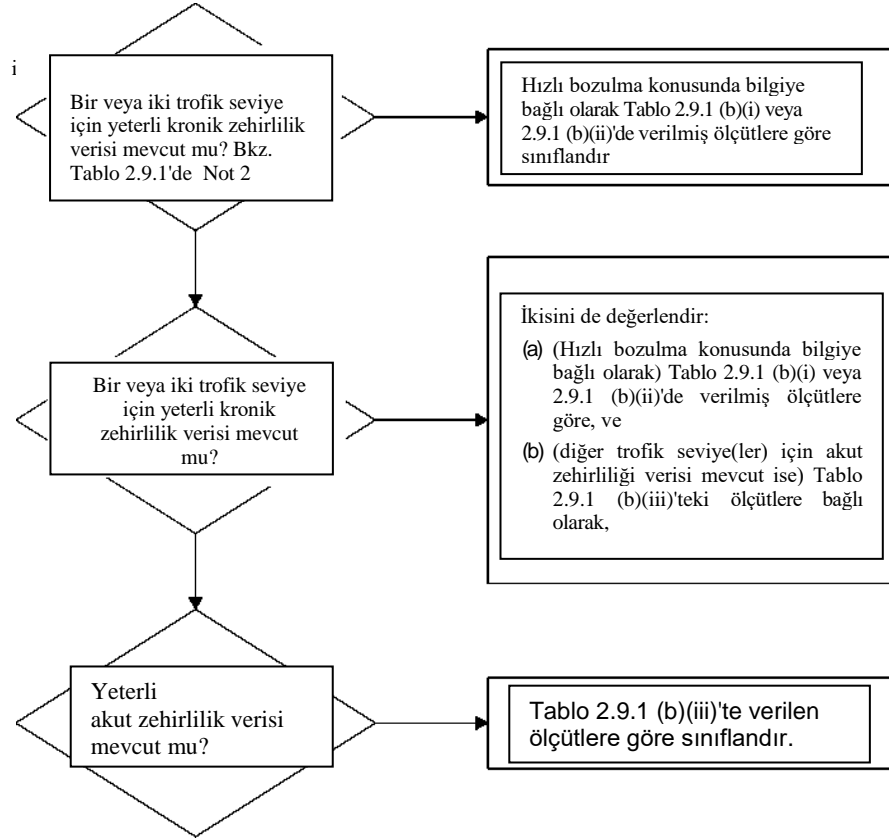 i
Bir veya iki trofik seviye
için yeterli kronik zehirlilik
verisi mevcut mu? Bkz.
Tablo 2.9.1'de Not 2
Hızlı bozulma konusunda bilgiye
bağlı olarak Tablo 2.9.1 (b)(i) veya
2.9.1 (b)(ii)'de verilmiş ölçütlere göre
sınıflandır
Bir veya iki trofik seviye
için yeterli kronik
zehirlilik verisi mevcut
mu?
İkisini de değerlendir:
(a) (Hızlı bozulma konusunda bilgiye
bağlı olarak) Tablo 2.9.1 (b)(i) veya
2.9.1 (b)(ii)'de verilmiş ölçütlere
göre, ve
(b) (diğer trofik seviye(ler) için akut
zehirliliği verisi mevcut ise) Tablo
2.9.1 (b)(iii)'teki ölçütlere bağlı
olarak,
Yeterli
akut zehirlilik verisi
mevcut mu?
Tablo 2.9.1 (b)(iii)'te verilen
ölçütlere göre sınıflandır.